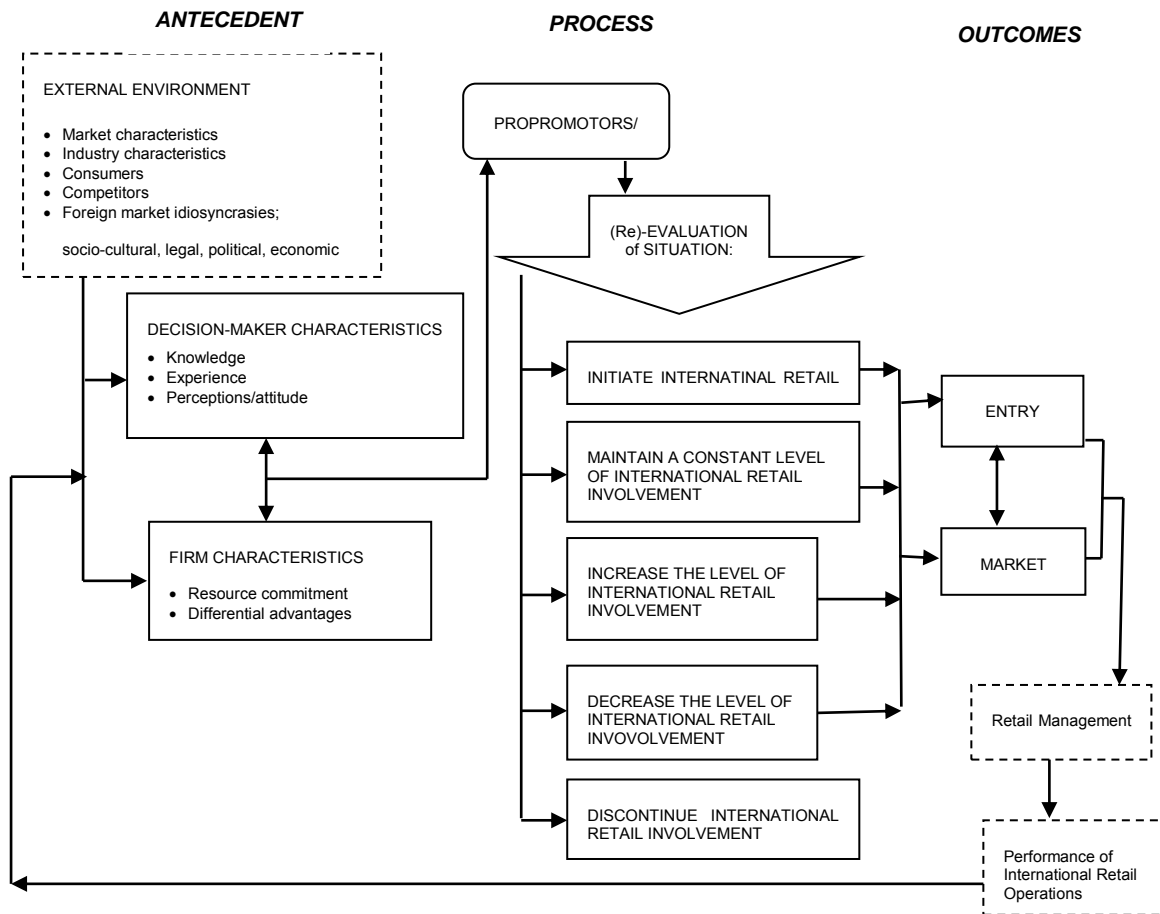 ANTECEDENT
PROCESS
OUTCOMES
EXTERNAL ENVIRONMENT
• Market characteristics
• Industry characteristics
• Consumers
• Competitors
• Foreign market idiosyncrasies;
socio-cultural, legal, political, economic
DECISION-MAKER CHARACTERISTICS
• Knowledge
• Experience
• Perceptions/attitude
FIRM CHARACTERISTICS
• Resource commitment
• Differential advantages
PROPROMOTORS/
(Re)-EVALUATION
of SITUATION:
INITIATE INTERNATINAL RETAIL
MAINTAIN A CONSTANT LEVEL
OF INTERNATIONAL RETAIL
INVOLVEMENT
INCREASE THE LEVEL OF
INTERNATIONAL RETAIL
INVOLVEMENT
DECREASE THE LEVEL OF
INTERNATIONAL RETAIL
INVOVOLVEMENT
DISCONTINUE INTERNATIONAL
RETAIL INVOLVEMENT
ENTRY
MARKET
Retail Management
Performance of
International Retail
Operations